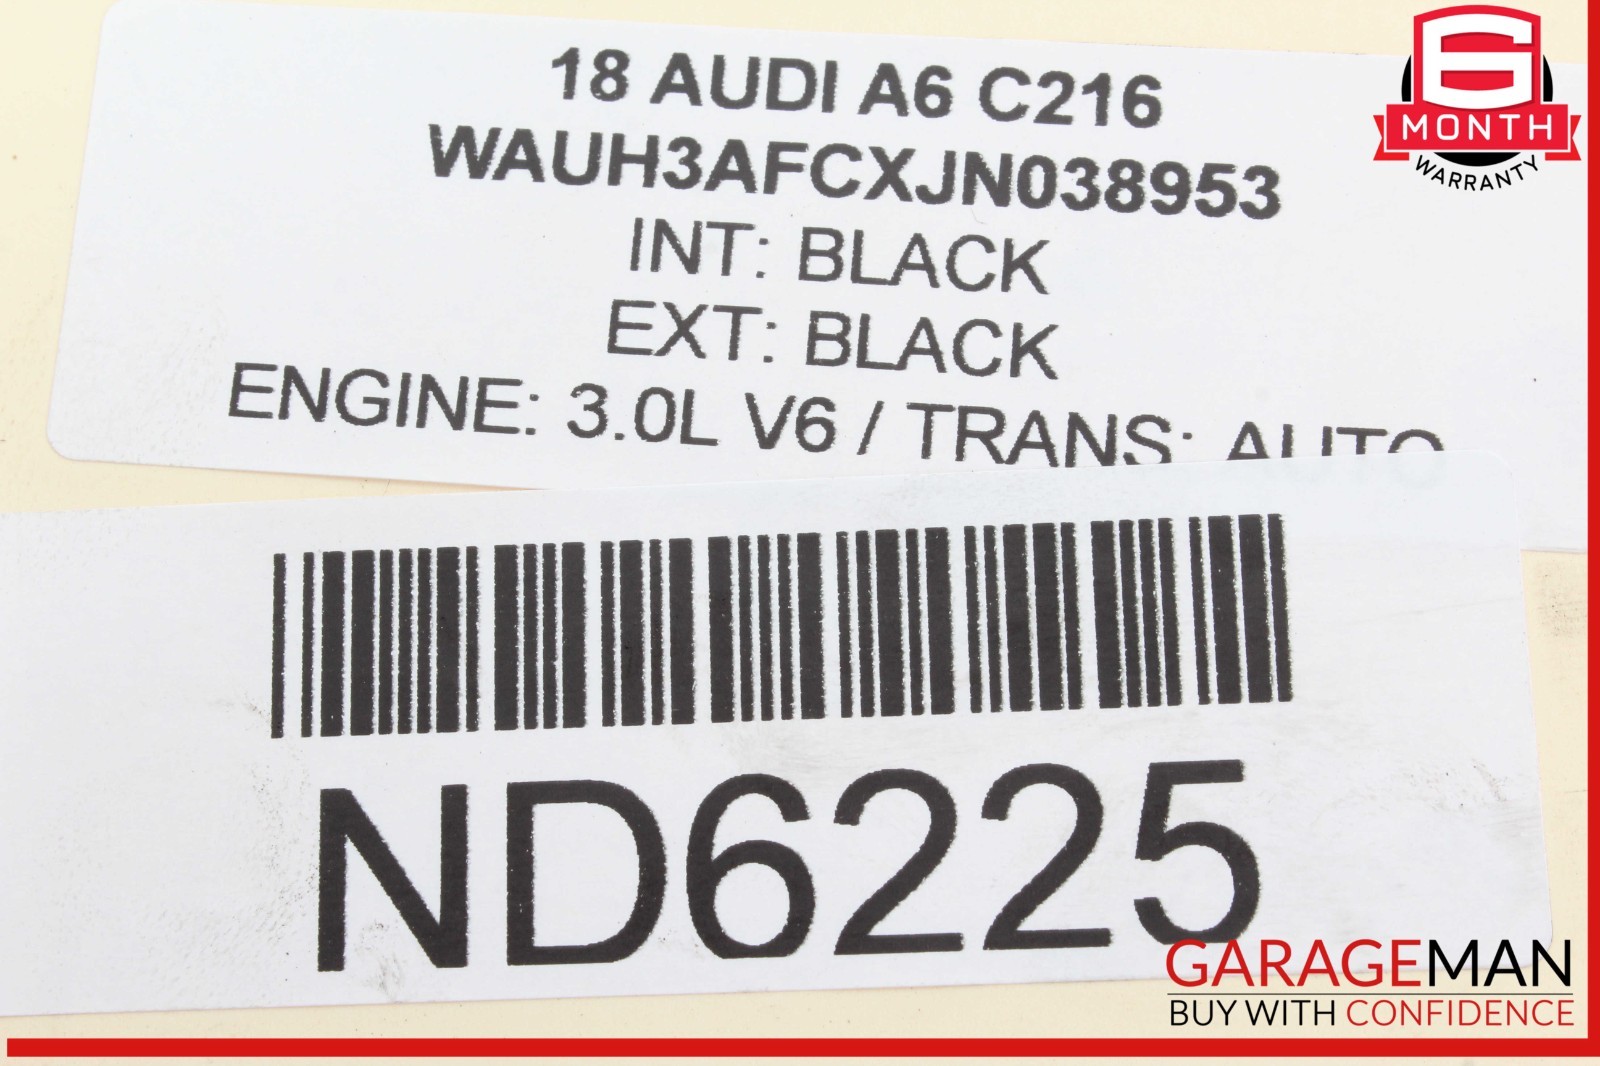 18 AUDI A6 C216
WAUH3AFCXJN038953
INT: BLACK
EXT: BLACK
ENGINE: 3.0L V6 / TRANS: AUTO
ND6225
6
MONTH
WARRANTY
GARAGEMAN
BUY WITH CONFIDENCE